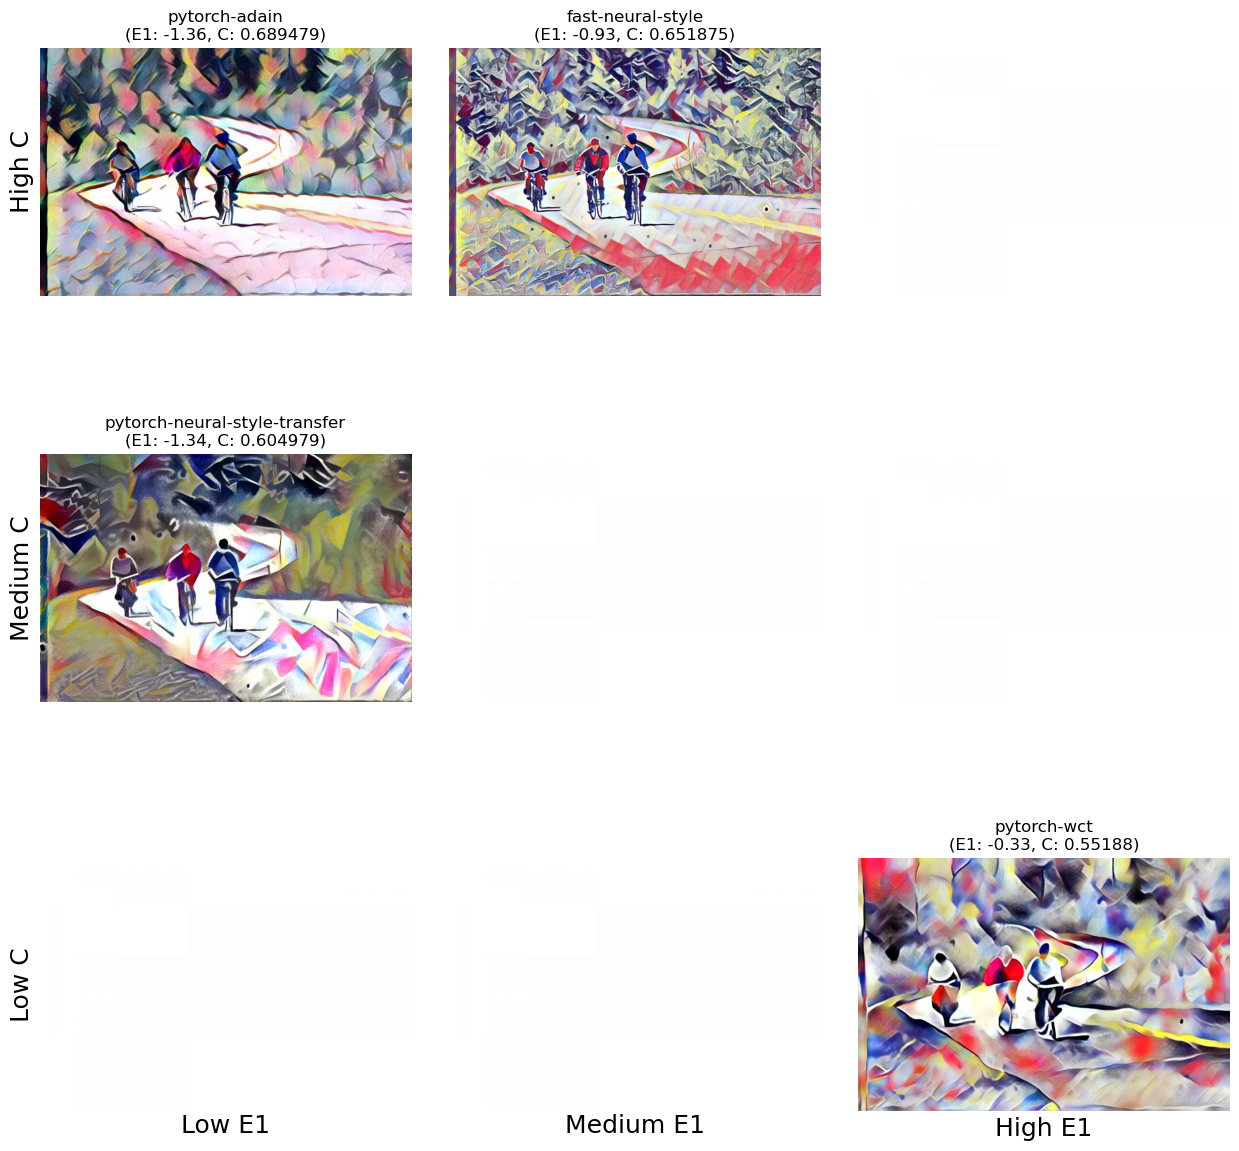 pytorch-adain
(E1: -1.36, C: 0.689479)
fast-neural-style
(E1: -0.93, C: 0.651875)
High C
pytorch-neural-style-transfer
(E1: -1.34, C: 0.604979)
Medium C
pytorch-wct
(E1: -0.33, C: 0.55188)
Low C
Low E1
Medium E1
High E1